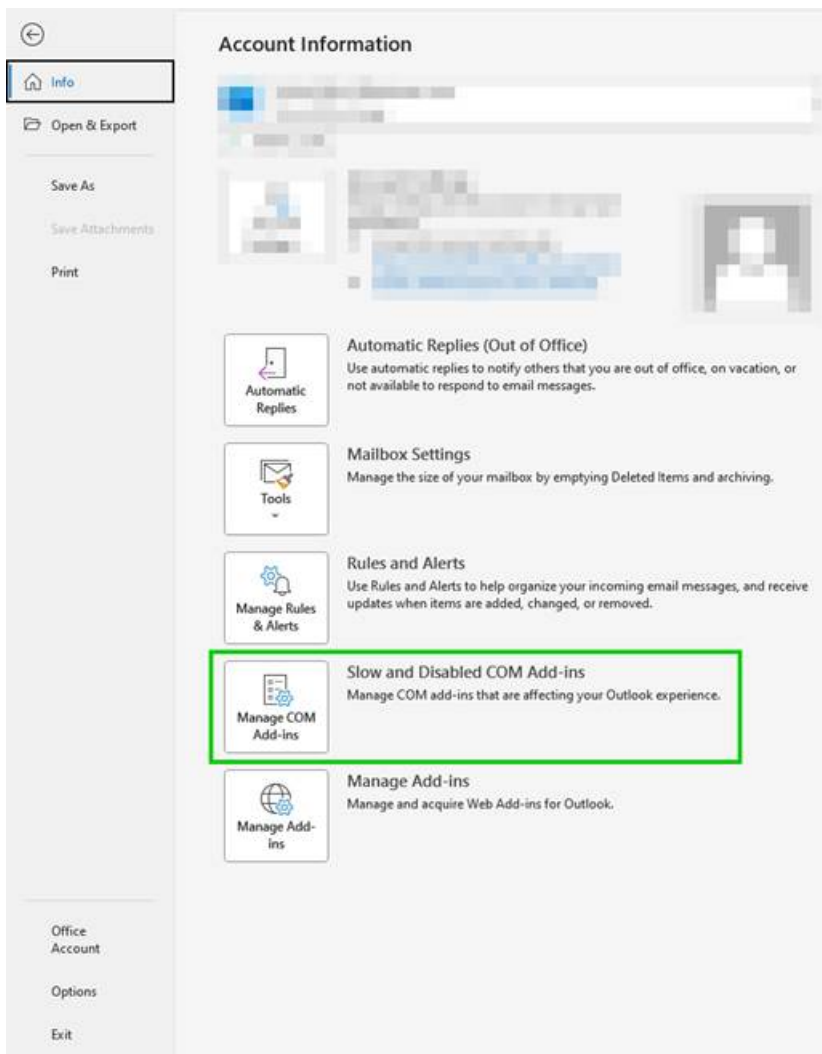 Account Information
Info
Open & Export
Save As
Save Attachments
Print
Automatic Replies
Automatic Replies (Out of Office)
Use automatic replies to notify others that you are out of office, on vacation, or
not available to respond to email messages.
Tools
Mailbox Settings
Manage the size of your mailbox by emptying Deleted Items and archiving.
Manage Rules
& Alerts
Rules and Alerts
Use Rules and Alerts to help organize your incoming email messages, and receive
updates when items are added, changed, or removed.
Manage COM
Add-ins
Slow and Disabled COM Add-ins
Manage COM add-ins that are affecting your Outlook experience.
Manage Add-
ins
Manage Add-ins
Manage and acquire Web Add-ins for Outlook.
Office
Account
Options
Exit